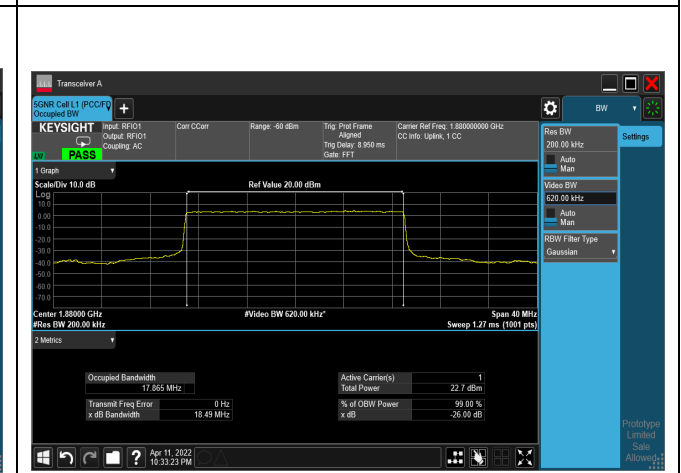 Transceiver A
5GNR Cell L1 (PCC/FD
Occupied BW
BW
KEYSIGHT
Input: RFIO1
Output: RFIO1
Coupling: AC
Corr CCorr
Range: -60 dBm
Trig: Prot Frame
Aligned
Trig Delay: 8.950 ms
Gate: FFT
Carrier Ref Freq: 1.880000000 GHz
CC Info: Uplink, 1 CC
PASS
Res BW
200.00 kHz
Auto
Man
Settings
Video BW
620.00 kHz
Auto
Man
RBW Filter Type
Gaussian
1 Graph
Scale/Div 10.0 dB
Ref Value 20.00 dBm
Log
10.0
0.00
-10.0
-20.0
-30.0
-40.0
-50.0
-60.0
-70.0
Center 1.88000 GHz
#Video BW 620.00 kHz*
Span 40 MHz
#Res BW 200.00 kHz
Sweep 1.27 ms (1001 pts)
2 Metrics
Occupied Bandwidth
17.865 MHz
Active Carrier(s) 1
Total Power 22.7 dBm
Transmit Freq Error 0 Hz
x dB Bandwidth 18.49 MHz
% of OBW Power 99.00 %
x dB -26.00 dB
Prototype
Limited
Sale
Allowed
Apr 11, 2022
10:33:23 PM